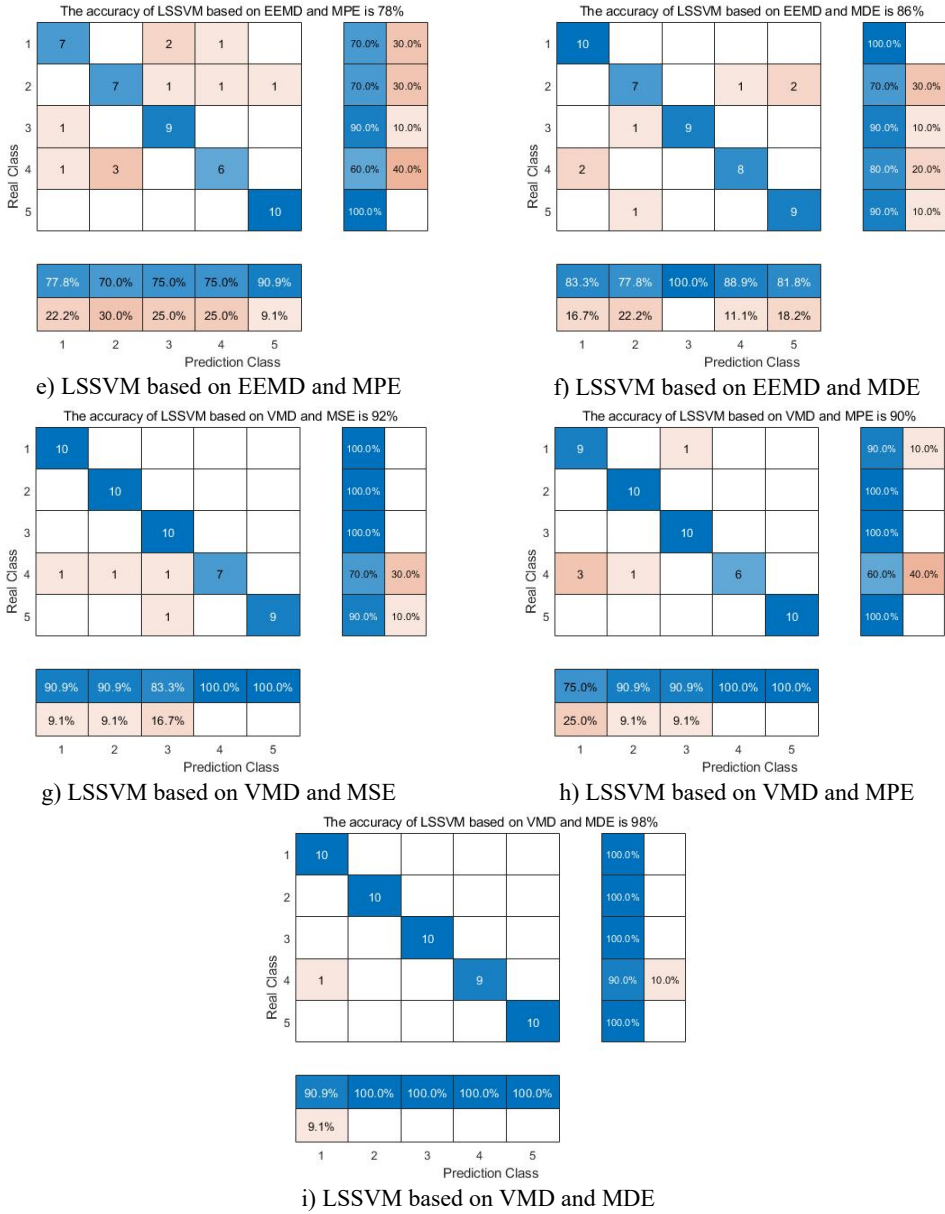 The accuracy of LSSVM based on EEMD and MPE is 78%
1 7 2 1 70.0% 30.0%
2 7 1 1 1 70.0% 30.0%
3 1 9 90.0% 10.0%
4 1 3 6 60.0% 40.0%
5 10 100.0%
Real Class
77.8% 70.0% 75.0% 75.0% 90.9%
22.2% 30.0% 25.0% 25.0% 9.1%
1 2 3 4 5
Prediction Class
e) LSSVM based on EEMD and MPE
The accuracy of LSSVM based on EEMD and MDE is 86%
1 10 100.0%
2 7 1 2 70.0% 30.0%
3 1 9 90.0% 10.0%
4 2 8 80.0% 20.0%
5 1 9 90.0% 10.0%
Real Class
83.3% 77.8% 100.0% 88.9% 81.8%
16.7% 22.2% 11.1% 18.2%
1 2 3 4 5
Prediction Class
f) LSSVM based on EEMD and MDE
The accuracy of LSSVM based on VMD and MSE is 92%
1 10 100.0%
2 10 100.0%
3 10 100.0%
4 1 1 1 7 70.0% 30.0%
5 1 9 90.0% 10.0%
Real Class
90.9% 90.9% 83.3% 100.0% 100.0%
9.1% 9.1% 16.7%
1 2 3 4 5
Prediction Class
g) LSSVM based on VMD and MSE
The accuracy of LSSVM based on VMD and MPE is 90%
1 9 1 90.0% 10.0%
2 10 100.0%
3 10 100.0%
4 3 1 6 60.0% 40.0%
5 10 100.0%
Real Class
75.0% 90.9% 90.9% 100.0% 100.0%
25.0% 9.1% 9.1%
1 2 3 4 5
Prediction Class
h) LSSVM based on VMD and MPE
The accuracy of LSSVM based on VMD and MDE is 98%
1 10 100.0%
2 10 100.0%
3 10 100.0%
4 1 9 90.0% 10.0%
5 10 100.0%
Real Class
90.9% 100.0% 100.0% 100.0% 100.0%
9.1%
1 2 3 4 5
Prediction Class
i) LSSVM based on VMD and MDE